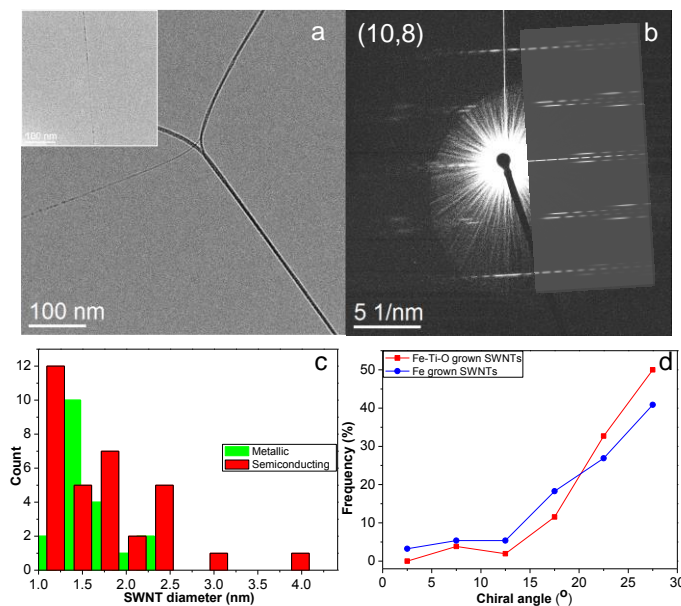 a
100 nm
100 nm
(10,8)
b
5 1/nm
c
12
10
8
6
4
2
0
Count
Metallic
Semiconducting
1.0
1.5
2.0
2.5
3.0
3.5
4.0
SWNT diameter (nm)
d
Fe-Ti-O grown SWNTs
Fe grown SWNTs
50
40
30
20
10
0
Frequency (%)
0
5
10
15
20
25
30
Chiral angle (°)